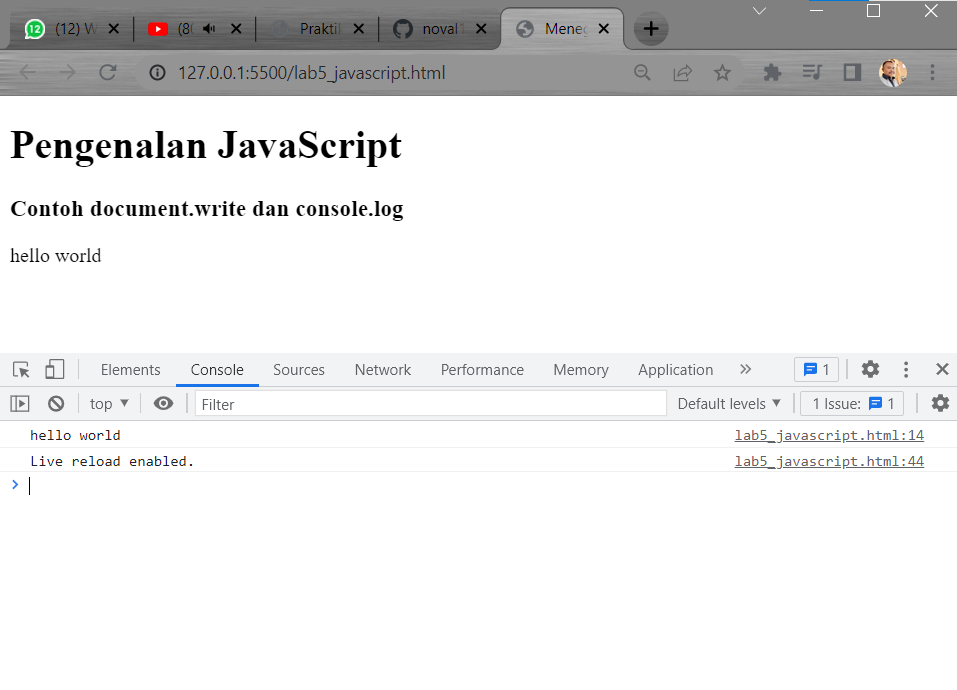 12 (12) W
(8(
Praktil
noval1
Mened
127.0.0.1:5500/lab5_javascript.html
Pengenalan JavaScript
Contoh document.write dan console.log
hello world
Elements Console Sources Network Performance Memory Application » 1
top Filter Default levels 1 Issue: 1
hello world lab5_javascript.html:14
Live reload enabled. lab5_javascript.html:44